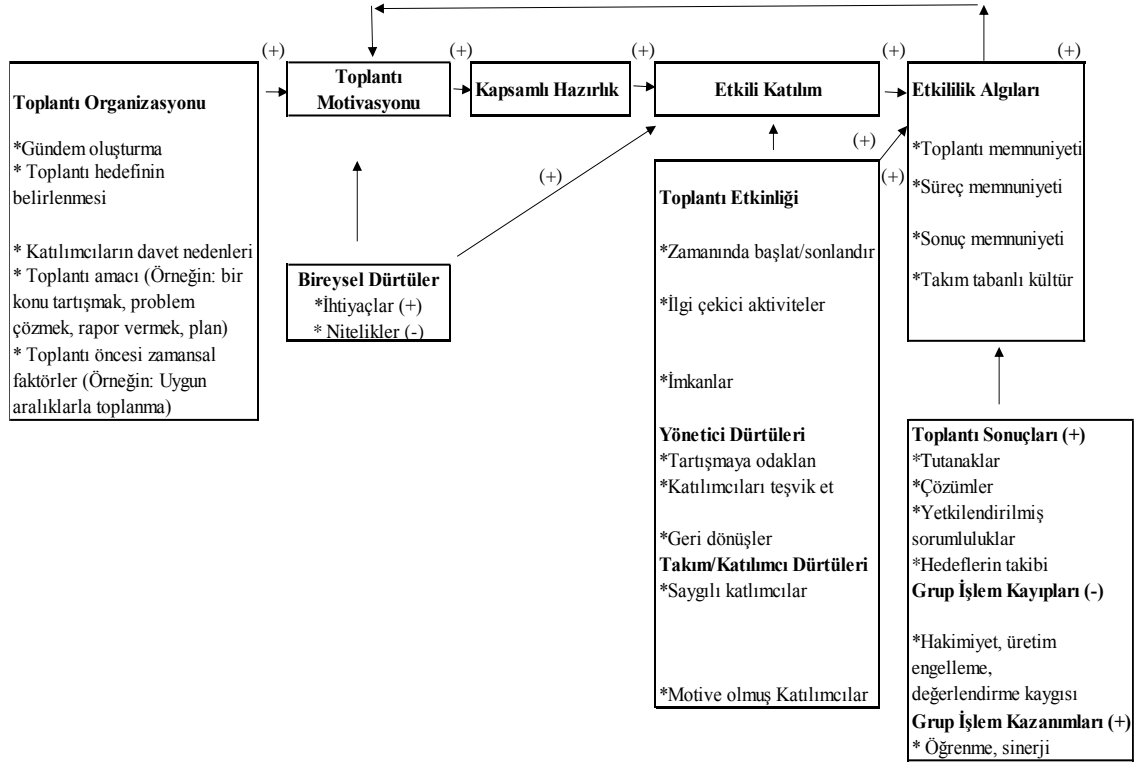 (+)
(+)
(+)
(+)
(+)
Toplantı Organizasyonu
*Gündem oluşturma
* Toplantı hedefinin
belirlenmesi
* Katılımcıların davet nedenleri
* Toplantı amacı (Örneğin: bir
konu tartışmak, problem
çözmek, rapor vermek, plan)
* Toplantı öncesi zamansal
faktörler (Örneğin: Uygun
aralıklarla toplanma)
Toplantı
Motivasyonu
Kapsamlı Hazırlık
Etkili Katılım
Etkililik Algıları
*Toplantı memnuniyeti
*Süreç memnuniyeti
*Sonuç memnuniyeti
*Takım tabanlı kültür
(+)
(+)
(+)
Bireysel Dürtüler
*İhtiyaçlar (+)
* Nitelikler (-)
Toplantı Etkinliği
*Zamanında başlat/sonlandır
*İlgi çekici aktiviteler
*İmkanlar
Yönetici Dürtüleri
*Tartışmaya odaklan
*Katılımcıları teşvik et
*Geri dönüşler
Takım/Katılımcı Dürtüleri
*Saygılı katlımcılar
*Motive olmuş Katılımcılar
Toplantı Sonuçları (+)
*Tutanaklar
*Çözümler
*Yetkilendirilmiş
sorumluluklar
*Hedeflerin takibi
Grup İşlem Kayıpları (-)
*Hakimiyet, üretim
engelleme,
değerlendirme kaygısı
Grup İşlem Kazanımları (+)
* Öğrenme, sinerji